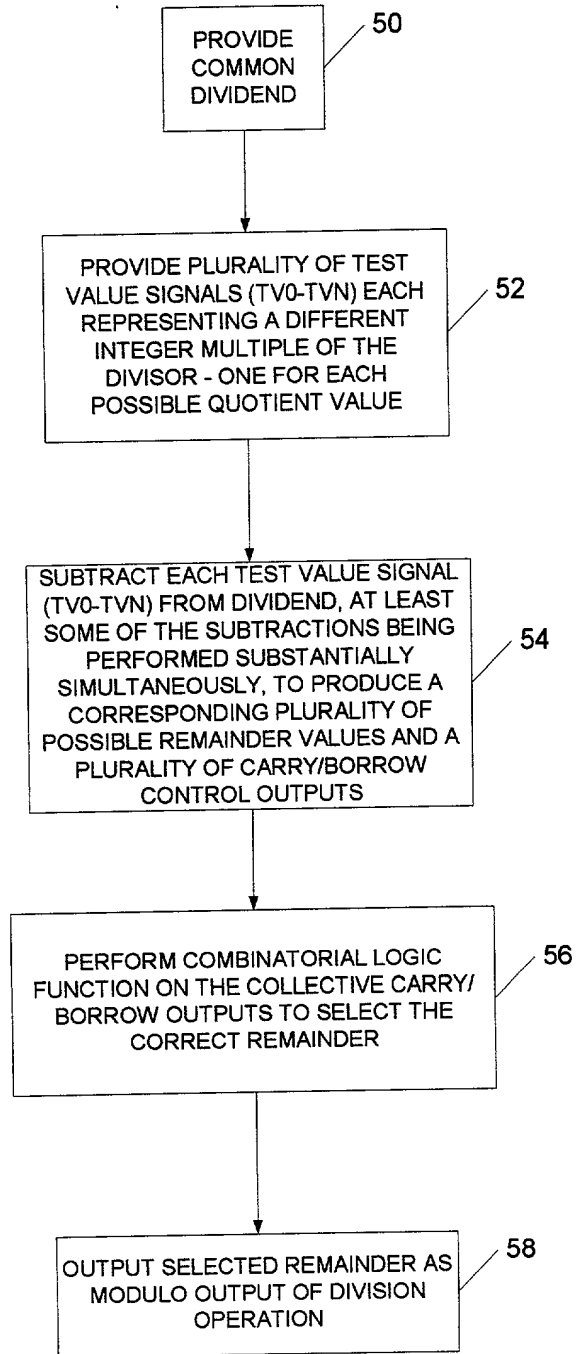 PROVIDE
COMMON
DIVIDEND
50
PROVIDE PLURALITY OF TEST
VALUE SIGNALS (TV0-TVN) EACH
REPRESENTING A DIFFERENT
INTEGER MULTIPLE OF THE
DIVISOR - ONE FOR EACH
POSSIBLE QUOTIENT VALUE
52
SUBTRACT EACH TEST VALUE SIGNAL
(TV0-TVN) FROM DIVIDEND, AT LEAST
SOME OF THE SUBTRACTIONS BEING
PERFORMED SUBSTANTIALLY
SIMULTANEOUSLY, TO PRODUCE A
CORRESPONDING PLURALITY OF
POSSIBLE REMAINDER VALUES AND A
PLURALITY OF CARRY/BORROW
CONTROL OUTPUTS
54
PERFORM COMBINATORIAL LOGIC
FUNCTION ON THE COLLECTIVE CARRY/
BORROW OUTPUTS TO SELECT THE
CORRECT REMAINDER
56
OUTPUT SELECTED REMAINDER AS
MODULO OUTPUT OF DIVISION
OPERATION
58